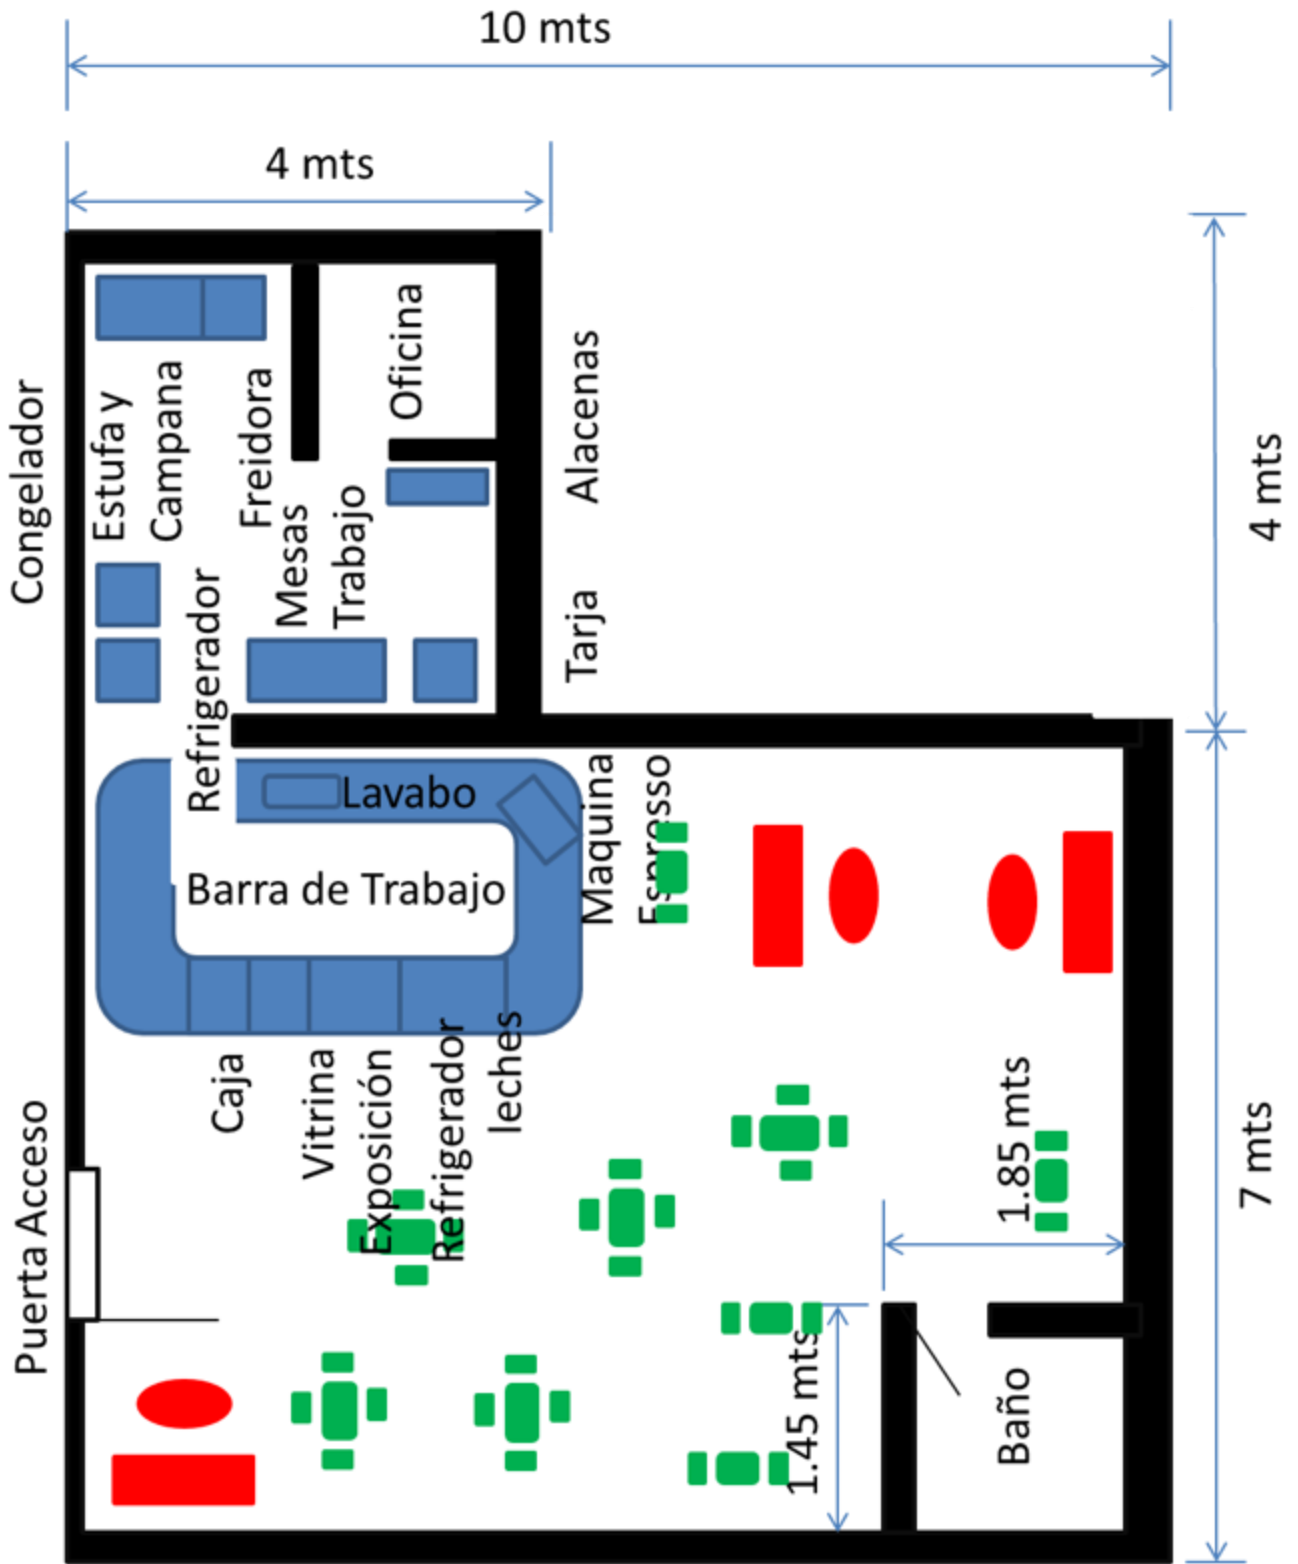 10 mts
4 mts
Congelador
Estufa y
Campana
Freidora
Oficina
Alacenas
4 mts
Mesas
Trabajo
Refrigerador
Tarja
Lavabo
Barra de Trabajo
Maquina
Espresso
Caja
Vitrina
Exposición
Refrigerador
leches
Puerta Acceso
1.85 mts
7 mts
1.45 mts
Baño